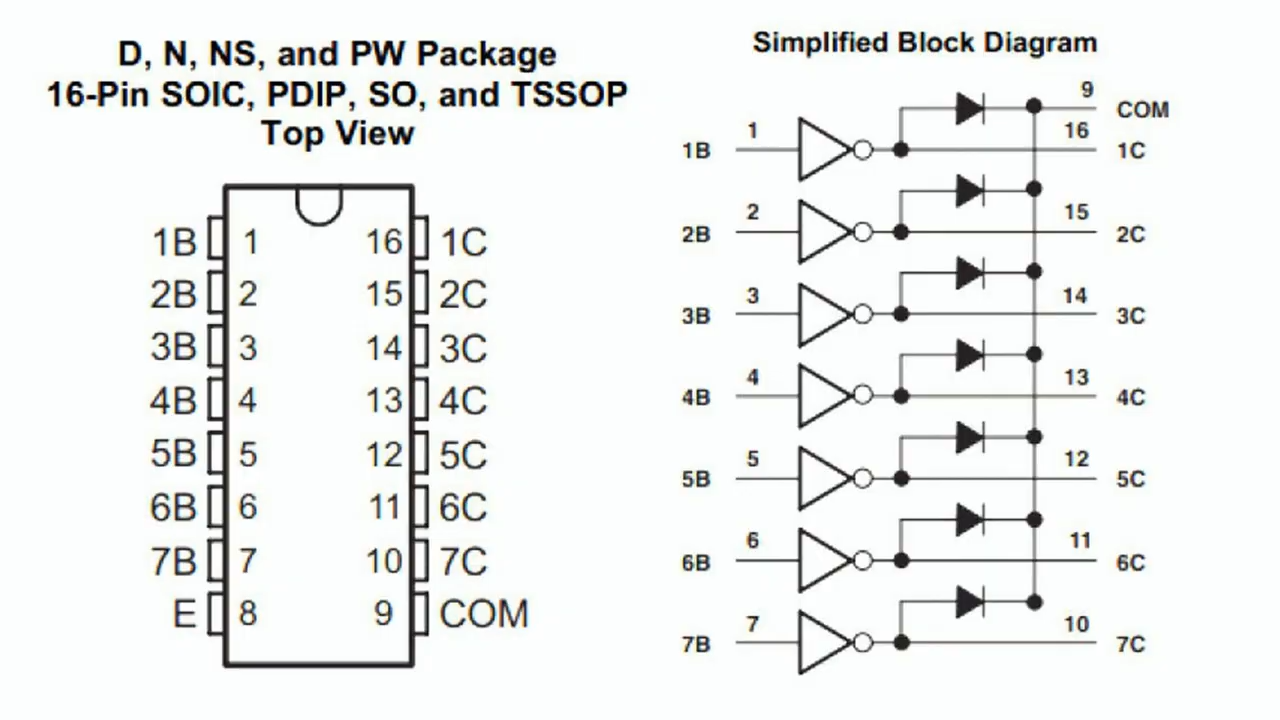 D, N, NS, and PW Package
16-Pin SOIC, PDIP, SO, and TSSOP
Top View
1B 1 16 1C
2B 2 15 2C
3B 3 14 3C
4B 4 13 4C
5B 5 12 5C
6B 6 11 6C
7B 7 10 7C
E 8 9 COM
Simplified Block Diagram
9 COM
1B 1 16 1C
2B 2 15 2C
3B 3 14 3C
4B 4 13 4C
5B 5 12 5C
6B 6 11 6C
7B 7 10 7C